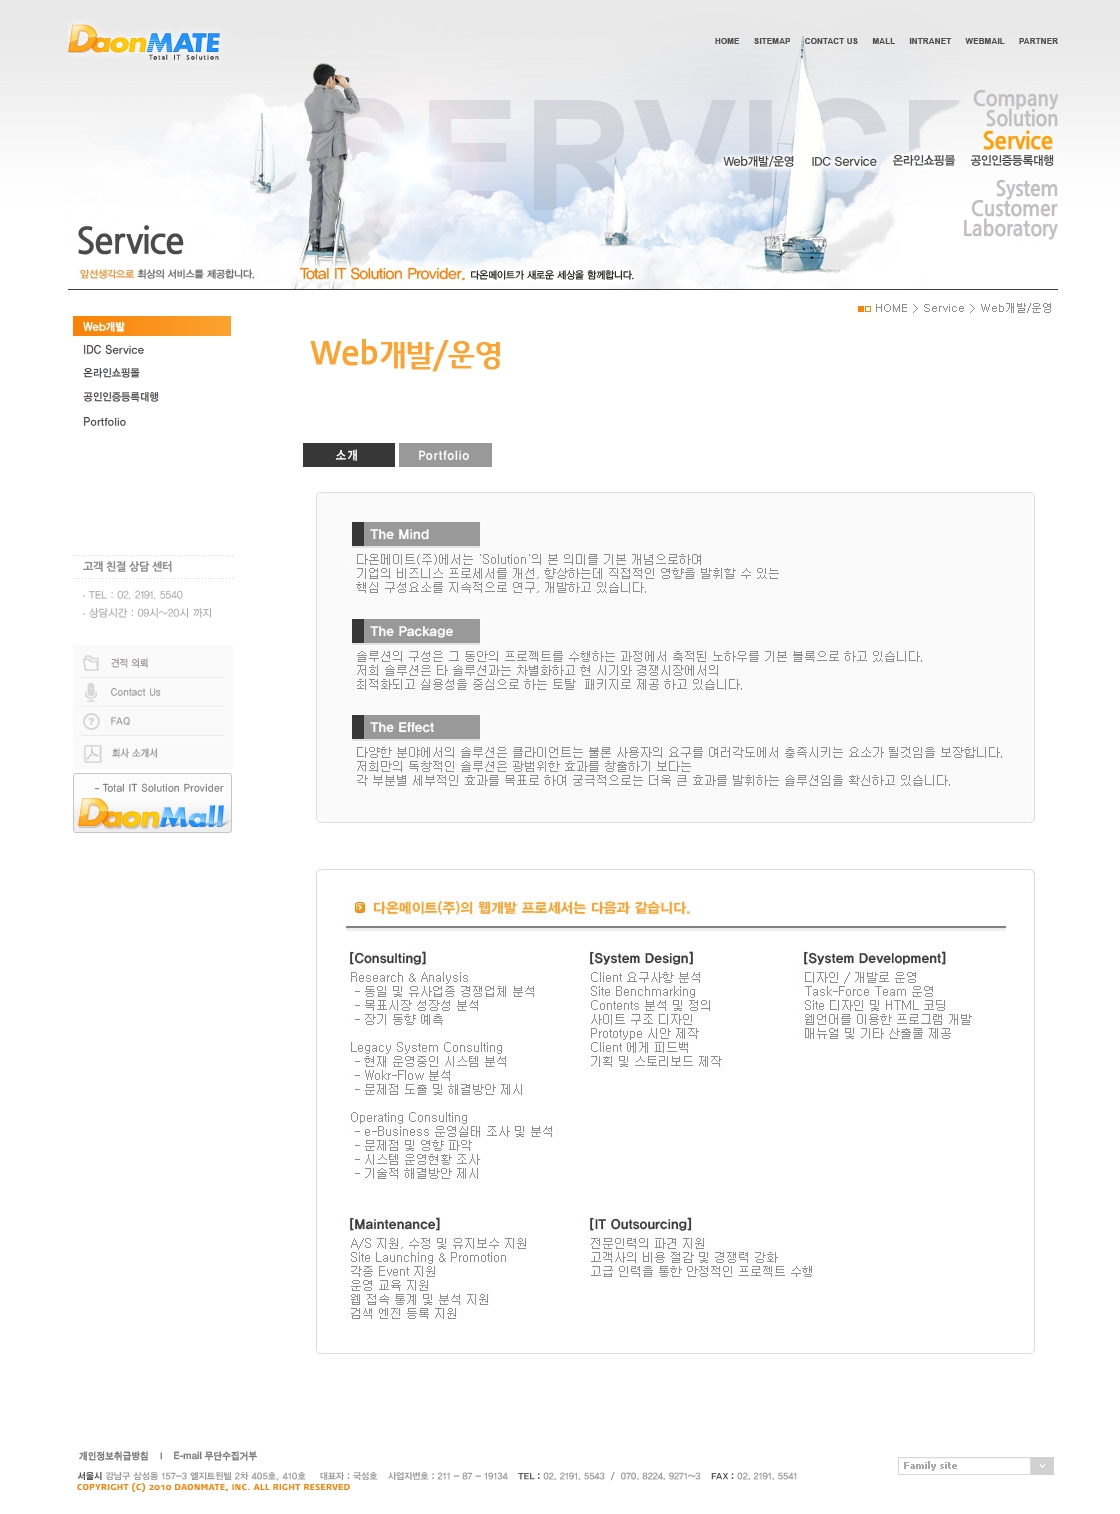 DaonMATE
Total IT Solution
HOME SITEMAP CONTACT US MALL INTRANET WEBMAIL PARTNER
SERVICE
Company
Solution
Service
Web개발/운영 IDC Service 온라인쇼핑몰 공인인증등록대행
System
Customer
Laboratory
Service
앞선생각으로 최상의 서비스를 제공합니다.
Total IT Solution Provider. 다온메이트가 새로운 세상을 함께합니다.
HOME > Service > Web개발/운영
Web개발
IDC Service
온라인쇼핑몰
공인인증등록대행
Portfolio
고객 친절 상담 센터
· TEL : 02. 2191. 5540
· 상담시간 : 09시~20시 까지
견적 의뢰
Contact Us
FAQ
회사 소개서
- Total IT Solution Provider
DaonMall
Web개발/운영
소개 Portfolio
The Mind
다온메이트(주)에서는 'Solution'의 본 의미를 기본 개념으로하여
기업의 비즈니스 프로세서를 개선, 향상하는데 직접적인 영향을 발휘할 수 있는
핵심 구성요소를 지속적으로 연구, 개발하고 있습니다.
The Package
솔루션의 구성은 그 동안의 프로젝트를 수행하는 과정에서 축적된 노하우를 기본 블록으로 하고 있습니다.
저희 솔루션은 타 솔루션과는 차별화하고 현 시기와 경쟁시장에서의
최적화되고 실용성을 중심으로 하는 토탈 패키지로 제공 하고 있습니다.
The Effect
다양한 분야에서의 솔루션은 클라이언트는 불론 사용자의 요구를 여러각도에서 충족시키는 요소가 될것임을 보장합니다.
저희만의 독창적인 솔루션은 광범위한 효과를 창출하기 보다는
각 부분별 세부적인 효과를 목표로 하여 궁극적으로는 더욱 큰 효과를 발휘하는 솔루션임을 확신하고 있습니다.
다온메이트(주)의 웹개발 프로세서는 다음과 같습니다.
[Consulting]
Research & Analysis
- 동일 및 유사업종 경쟁업체 분석
- 목표시장 성장성 분석
- 장기 동향 예측
Legacy System Consulting
- 현재 운영중인 시스템 분석
- Wokr-Flow 분석
- 문제점 도출 및 해결방안 제시
Operating Consulting
- e-Business 운영실태 조사 및 분석
- 문제점 및 영향 파악
- 시스템 운영현황 조사
- 기술적 해결방안 제시
[System Design]
Client 요구사항 분석
Site Benchmarking
Contents 분석 및 정의
사이트 구조 디자인
Prototype 시안 제작
Client 에게 피드백
기획 및 스토리보드 제작
[System Development]
디자인 / 개발로 운영
Task-Force Team 운영
Site 디자인 및 HTML 코딩
웹언어를 이용한 프로그램 개발
매뉴얼 및 기타 산출물 제공
[Maintenance]
A/S 지원, 수정 및 유지보수 지원
Site Launching & Promotion
각종 Event 지원
운영 교육 지원
웹 접속 통계 및 분석 지원
검색 엔진 등록 지원
[IT Outsourcing]
전문인력의 파견 지원
고객사의 비용 절감 및 경쟁력 강화
고급 인력을 통한 안정적인 프로젝트 수행
개인정보취급방침 | E-mail 무단수집거부
서울시 강남구 삼성동 157-3 엘지트윈텔 2차 405호, 410호 대표자 : 국성호 사업자번호 : 211 - 87 - 19134 TEL : 02. 2191. 5543 / 070. 8224. 9271~3 FAX : 02. 2191. 5541
COPYRIGHT (C) 2010 DAONMATE, INC. ALL RIGHT RESERVED
Family site